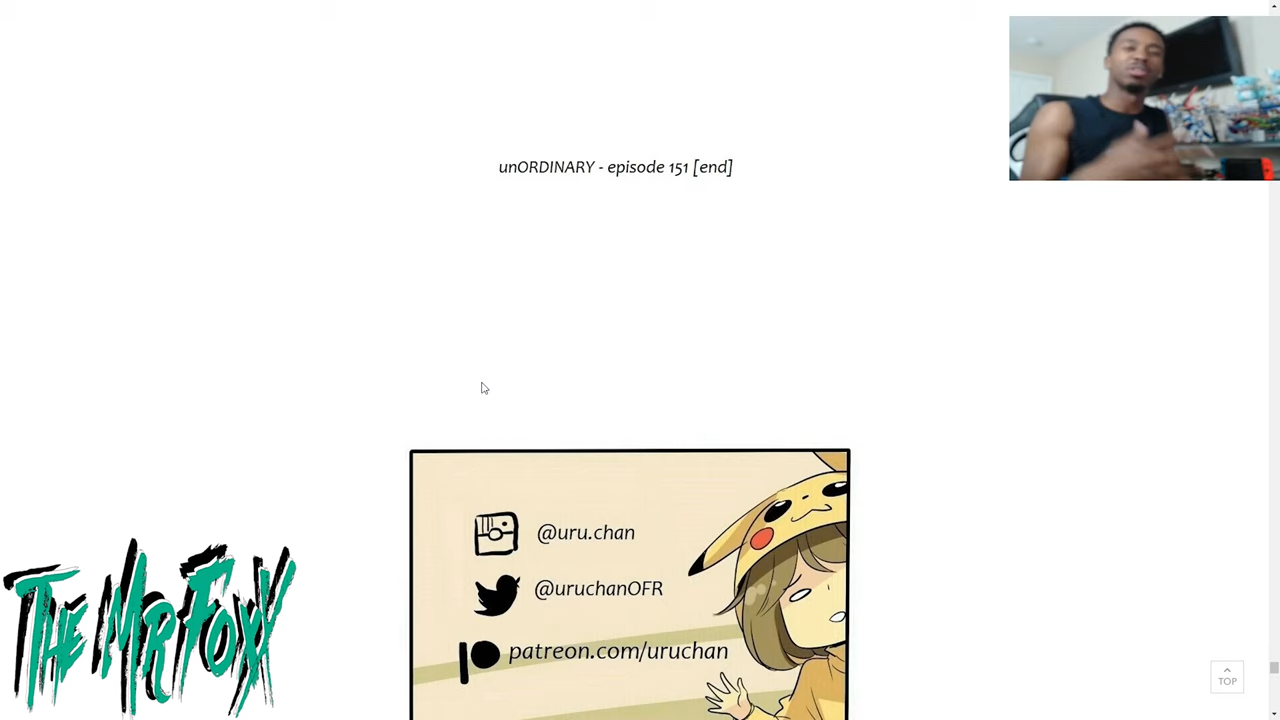 unORDINARY - episode 151 [end]
@uru.chan
@uruchanOFR
patreon.com/uruchan
THE MR FOXX
TOP